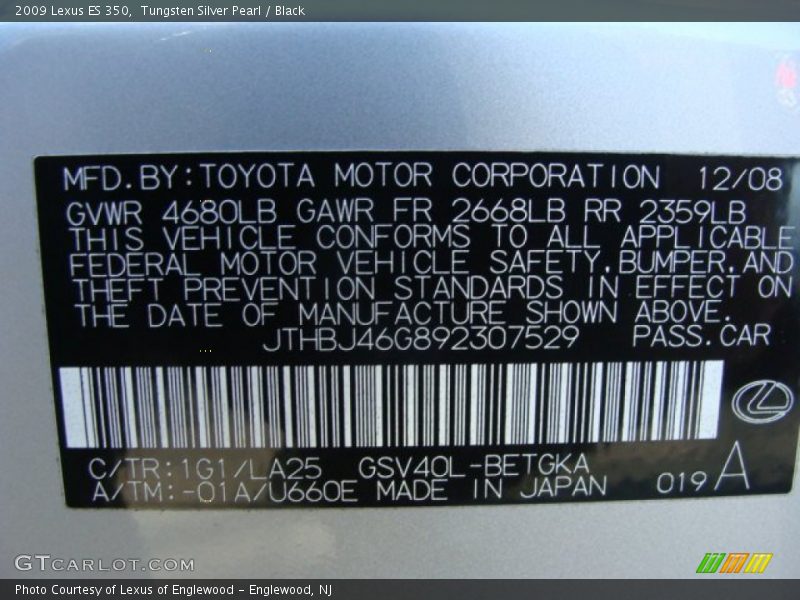 2009 Lexus ES 350, Tungsten Silver Pearl / Black
MFD.BY:TOYOTA MOTOR CORPORATION 12/08
GVWR 4680LB GAWR FR 2668LB RR 2359LB
THIS VEHICLE CONFORMS TO ALL APPLICABLE
FEDERAL MOTOR VEHICLE SAFETY,BUMPER,AND
THEFT PREVENTION STANDARDS IN EFFECT ON
THE DATE OF MANUFACTURE SHOWN ABOVE.
JTHBJ46G892307529 PASS.CAR
C/TR:1G1/LA25 GSV40L-BETGKA
A/TM:-01A/U660E MADE IN JAPAN 019 A
GTCARLOT.COM
Photo Courtesy of Lexus of Englewood - Englewood, NJ